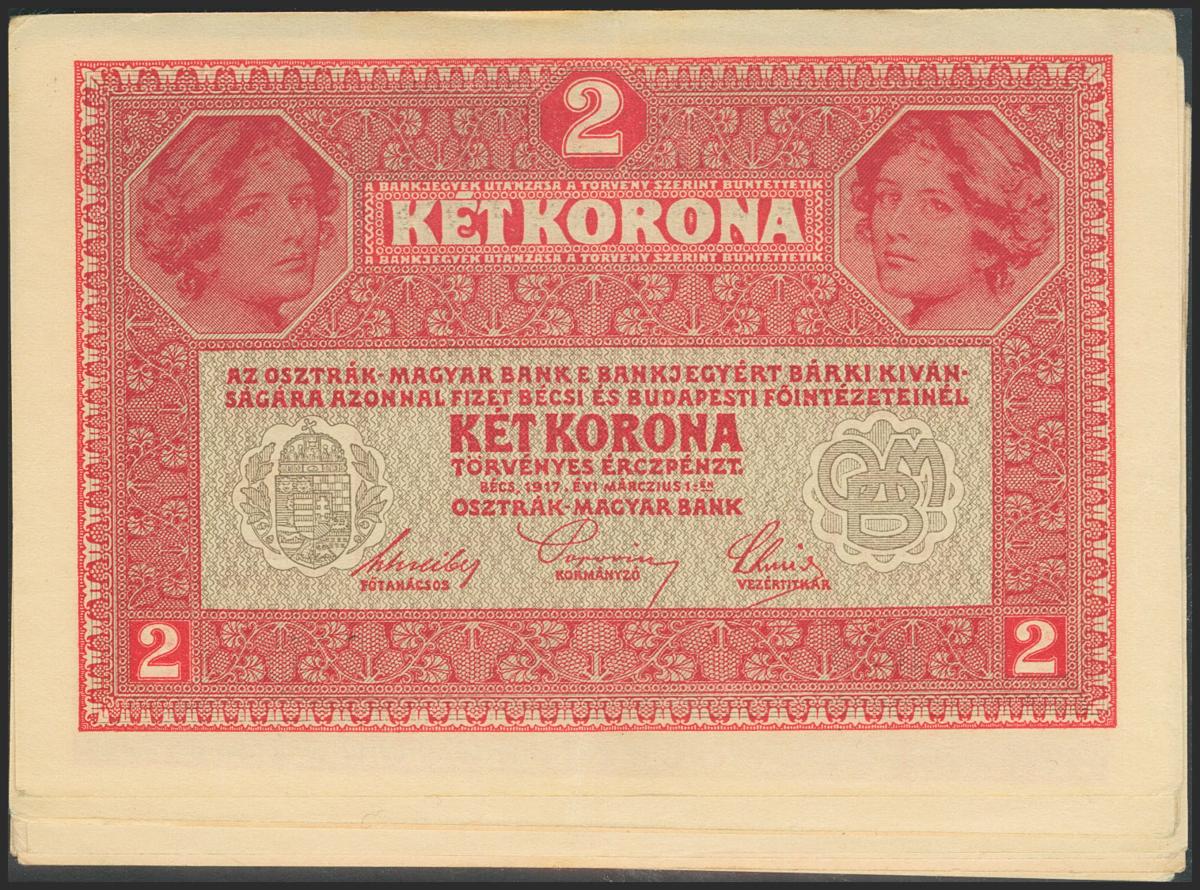 2
A BANKJEGYEK UTÁNZÁSA A TÖRVÉNY SZERINT BÜNTETTETIK
KÉT KORONA
A BANKJEGYEK UTÁNZÁSA A TÖRVÉNY SZERINT BÜNTETTETIK
AZ OSZTRÁK-MAGYAR BANK E BANKJEGYÉRT BÁRKI KIVÁN-
SÁGÁRA AZONNAL FIZET BÉCSI ÉS BUDAPESTI FŐINTÉZETEINÉL
KÉT KORONA
TÖRVÉNYES ÉRCZPÉNZT.
BÉCS, 1917. ÉVI MÁRCZIUS 1-ÉN
OSZTRÁK-MAGYAR BANK
FŐTANÁCSOS
KORMÁNYZÓ
VEZÉRTITKÁR
2
2